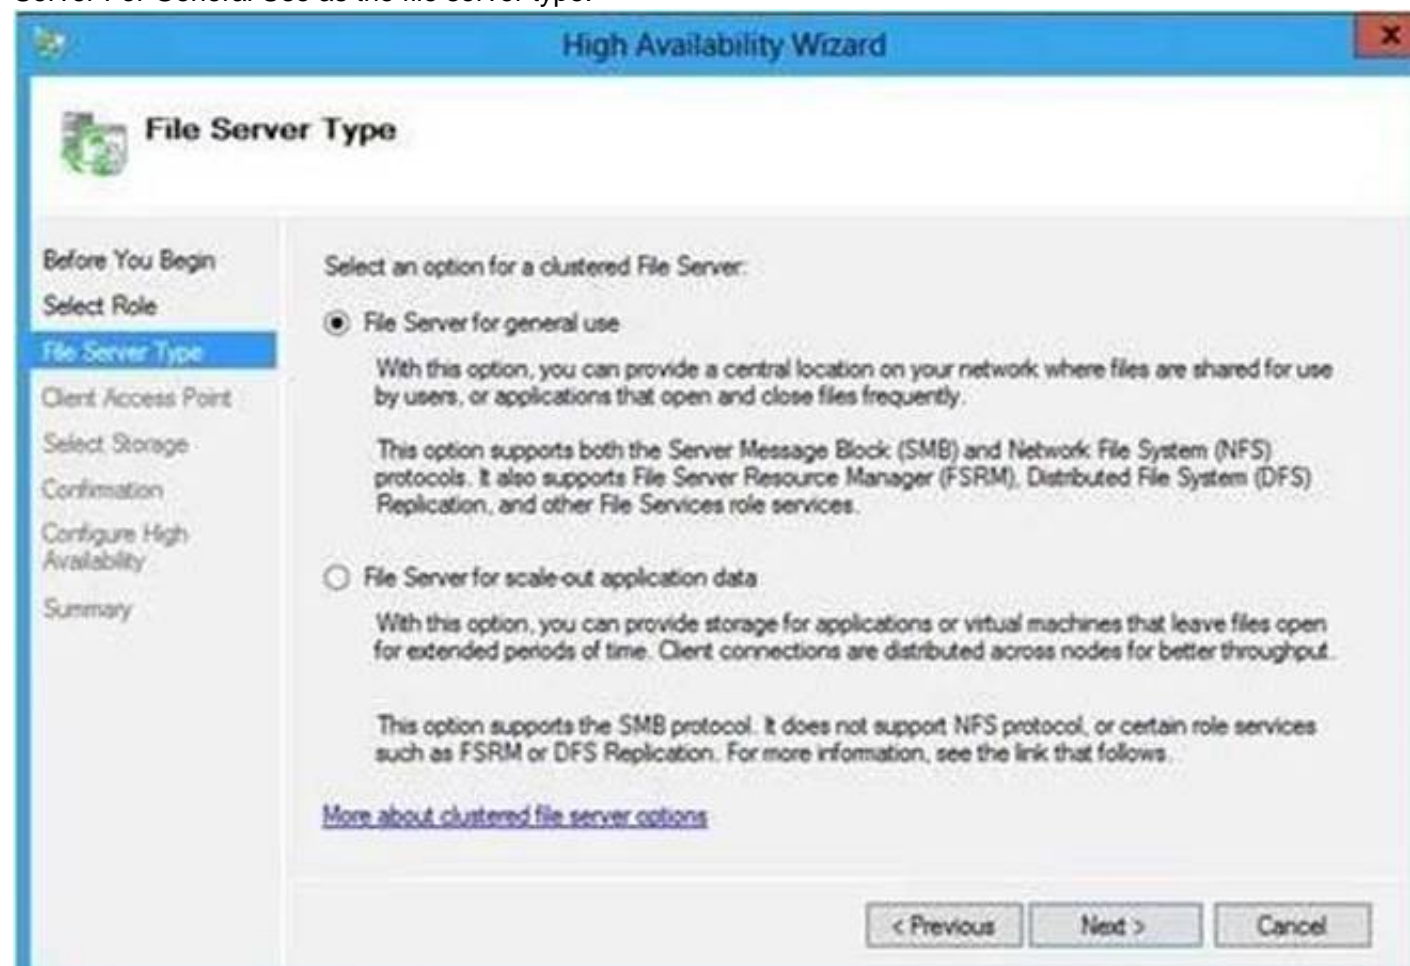 Server For General Use as the file server type.
High Availability Wizard
File Server Type
Before You Begin
Select Role
File Server Type
Client Access Point
Select Storage
Confirmation
Configure High
Availability
Summary
Select an option for a clustered File Server:
File Server for general use
With this option, you can provide a central location on your network where files are shared for use
by users, or applications that open and close files frequently.
This option supports both the Server Message Block (SMB) and Network File System (NFS)
protocols. It also supports File Server Resource Manager (FSRM), Distributed File System (DFS)
Replication, and other File Services role services.
File Server for scale-out application data
With this option, you can provide storage for applications or virtual machines that leave files open
for extended periods of time. Client connections are distributed across nodes for better throughput.
This option supports the SMB protocol. It does not support NFS protocol, or certain role services
such as FSRM or DFS Replication. For more information, see the link that follows.
More about clustered file server options
< Previous
Next >
Cancel